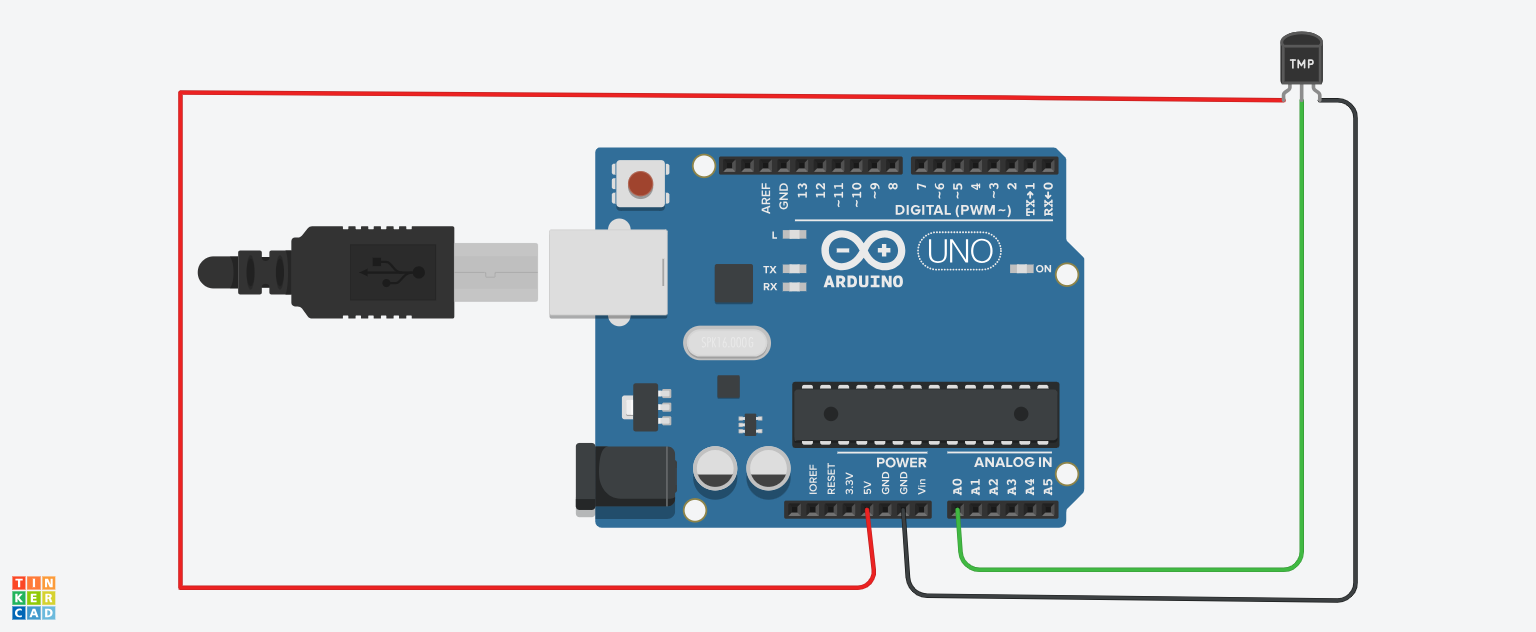 TMP
AREF
GND
13
12
~11
~10
~9
8
7
~6
~5
4
~3
2
TX→1
RX←0
DIGITAL (PWM~)
L
TX
RX
ARDUINO
UNO
ON
SPK16.000G
POWER
ANALOG IN
IOREF
RESET
3.3V
5V
GND
GND
Vin
A0
A1
A2
A3
A4
A5
TIN
KER
CAD